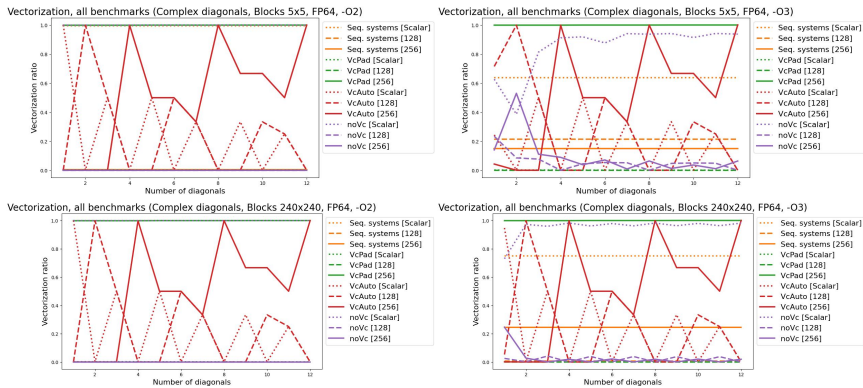 Vectorization, all benchmarks (Complex diagonals, Blocks 5x5, FP64, -O2)
Vectorization ratio
1.0
0.8
0.6
0.4
0.2
0.0
2
4
6
8
10
12
Number of diagonals
Seq. systems [Scalar]
Seq. systems [128]
Seq. systems [256]
VcPad [Scalar]
VcPad [128]
VcPad [256]
VcAuto [Scalar]
VcAuto [128]
VcAuto [256]
noVc [Scalar]
noVc [128]
noVc [256]
Vectorization, all benchmarks (Complex diagonals, Blocks 5x5, FP64, -O3)
Vectorization ratio
1.0
0.8
0.6
0.4
0.2
0.0
2
4
6
8
10
12
Number of diagonals
Seq. systems [Scalar]
Seq. systems [128]
Seq. systems [256]
VcPad [Scalar]
VcPad [128]
VcPad [256]
VcAuto [Scalar]
VcAuto [128]
VcAuto [256]
noVc [Scalar]
noVc [128]
noVc [256]
Vectorization, all benchmarks (Complex diagonals, Blocks 240x240, FP64, -O2)
Vectorization ratio
1.0
0.8
0.6
0.4
0.2
0.0
2
4
6
8
10
12
Number of diagonals
Seq. systems [Scalar]
Seq. systems [128]
Seq. systems [256]
VcPad [Scalar]
VcPad [128]
VcPad [256]
VcAuto [Scalar]
VcAuto [128]
VcAuto [256]
noVc [Scalar]
noVc [128]
noVc [256]
Vectorization, all benchmarks (Complex diagonals, Blocks 240x240, FP64, -O3)
Vectorization ratio
1.0
0.8
0.6
0.4
0.2
0.0
2
4
6
8
10
12
Number of diagonals
Seq. systems [Scalar]
Seq. systems [128]
Seq. systems [256]
VcPad [Scalar]
VcPad [128]
VcPad [256]
VcAuto [Scalar]
VcAuto [128]
VcAuto [256]
noVc [Scalar]
noVc [128]
noVc [256]